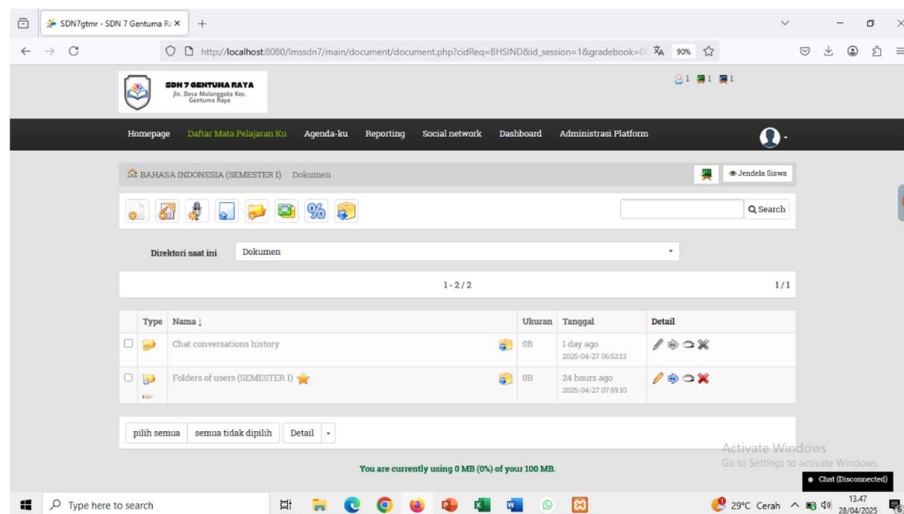 SDN7gtmr - SDN 7 Gentuma Ra
http://localhost:8080/lmssdn7/main/document/document.php?cidReq=BHSIND&id_session=1&gradebook=0
90%
SDN 7 GENTUMA RAYA
Jln. Desa Molonggota Kec.
Gentuma Raya
1 1 1
Homepage Daftar Mata Pelajaran Ku Agenda-ku Reporting Social network Dashboard Administrasi Platform
BAHASA INDONESIA (SEMESTER 1) Dokumen
Jendela Siswa
Search
Direktori saat ini Dokumen
1 - 2 / 2 1 / 1
Type Nama ↓ Ukuran Tanggal Detail
Chat conversations history 0B 1 day ago
2025-04-27 06:53:13
Folders of users (SEMESTER 1) 0B 24 hours ago
2025-04-27 07:59:10
pilih semua semua tidak dipilih Detail
You are currently using 0 MB (0%) of your 100 MB.
Activate Windows
Go to Settings to activate Windows.
Chat (Disconnected)
Type here to search
29°C Cerah
13.47
28/04/2025
6